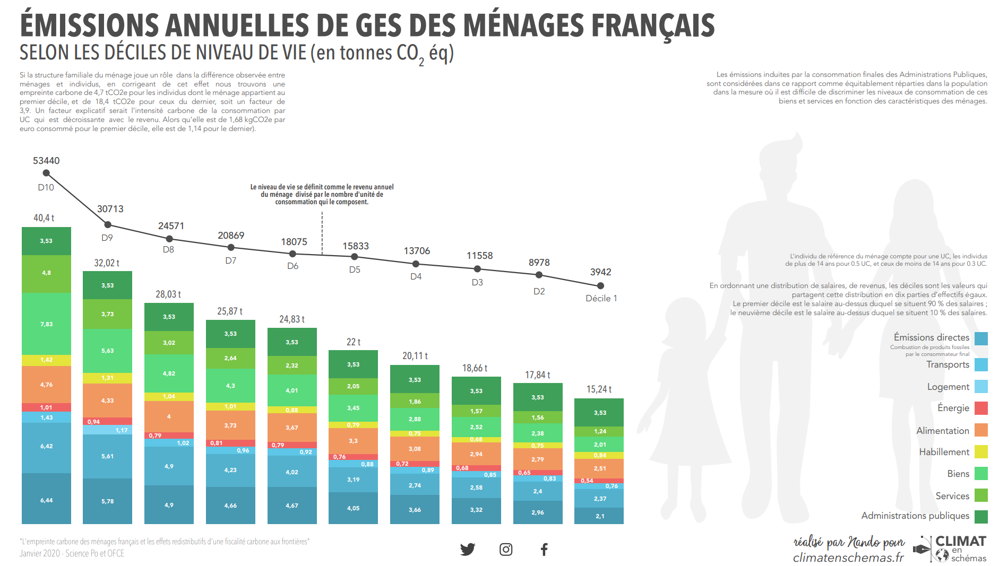 ÉMISSIONS ANNUELLES DE GES DES MÉNAGES FRANÇAIS
SELON LES DÉCILES DE NIVEAU DE VIE (en tonnes CO2 éq)
Si la structure familiale du ménage joue un rôle dans la différence observée entre
ménages et individus, en corrigeant de cet effet nous trouvons une
empreinte carbone de 4,7 tCO2e pour les individus dont le ménage appartient au
premier décile, et de 18,4 tCO2e pour ceux du dernier, soit un facteur de
3,9. Un facteur explicatif serait l'intensité carbone de la consommation par
UC qui est décroissante avec le revenu. Alors qu'elle est de 1,68 kgCO2e par
euro consommé pour le premier décile, elle est de 1,14 pour le dernier).
Les émissions induites par la consommation finales des Administrations Publiques,
sont considérées dans ce rapport comme équitablement réparties dans la population
dans la mesure où il est difficile de discriminer les niveaux de consommation de ces
biens et services en fonction des caractéristiques des ménages.
53440
D10
30713
D9
24571
D8
20869
D7
18075
D6
15833
D5
13706
D4
11558
D3
8978
D2
3942
Décile 1
Le niveau de vie se définit comme le revenu annuel
du ménage divisé par le nombre d'unité de
consommation qui le composent.
40,4 t
3,53
4,8
7,83
1,42
4,76
1,01
1,43
6,42
6,44
32,02 t
3,53
3,73
5,63
1,31
4,33
0,94
1,17
5,61
5,78
28,03 t
3,53
3,02
4,82
1,04
4
0,79
1,02
4,9
4,9
25,87 t
3,53
2,64
4,3
1,01
3,73
0,81
0,96
4,23
4,66
24,83 t
3,53
2,32
4,01
0,88
3,67
0,79
0,92
4,02
4,67
22 t
3,53
2,05
3,45
0,79
3,3
0,76
0,88
3,19
4,05
20,11 t
3,53
1,86
2,88
0,75
3,08
0,72
0,89
2,74
3,66
18,66 t
3,53
1,57
2,52
0,68
2,94
0,68
0,85
2,58
3,32
17,84 t
3,53
1,56
2,38
0,75
2,79
0,65
0,83
2,4
2,96
15,24 t
3,53
1,24
2,01
0,84
2,51
0,54
0,76
2,37
2,1
L'individu de référence du ménage compte pour une UC, les individus
de plus de 14 ans pour 0.5 UC, et ceux de moins de 14 ans pour 0.3 UC.
En ordonnant une distribution de salaires, de revenus, les déciles sont les valeurs qui
partagent cette distribution en dix parties d'effectifs égaux.
Le premier décile est le salaire au-dessus duquel se situent 90 % des salaires ;
le neuvième décile est le salaire au-dessus duquel se situent 10 % des salaires.
Émissions directes
Combustion de produits fossiles
par le consommateur final
Transports
Logement
Énergie
Alimentation
Habillement
Biens
Services
Administrations publiques
"L'empreinte carbone des ménages français et les effets redistributifs d'une fiscalité carbone aux frontières"
Janvier 2020 - Science Po et OFCE
réalisé par Nando pour
climatenschemas.fr
CLIMAT
en
schémas